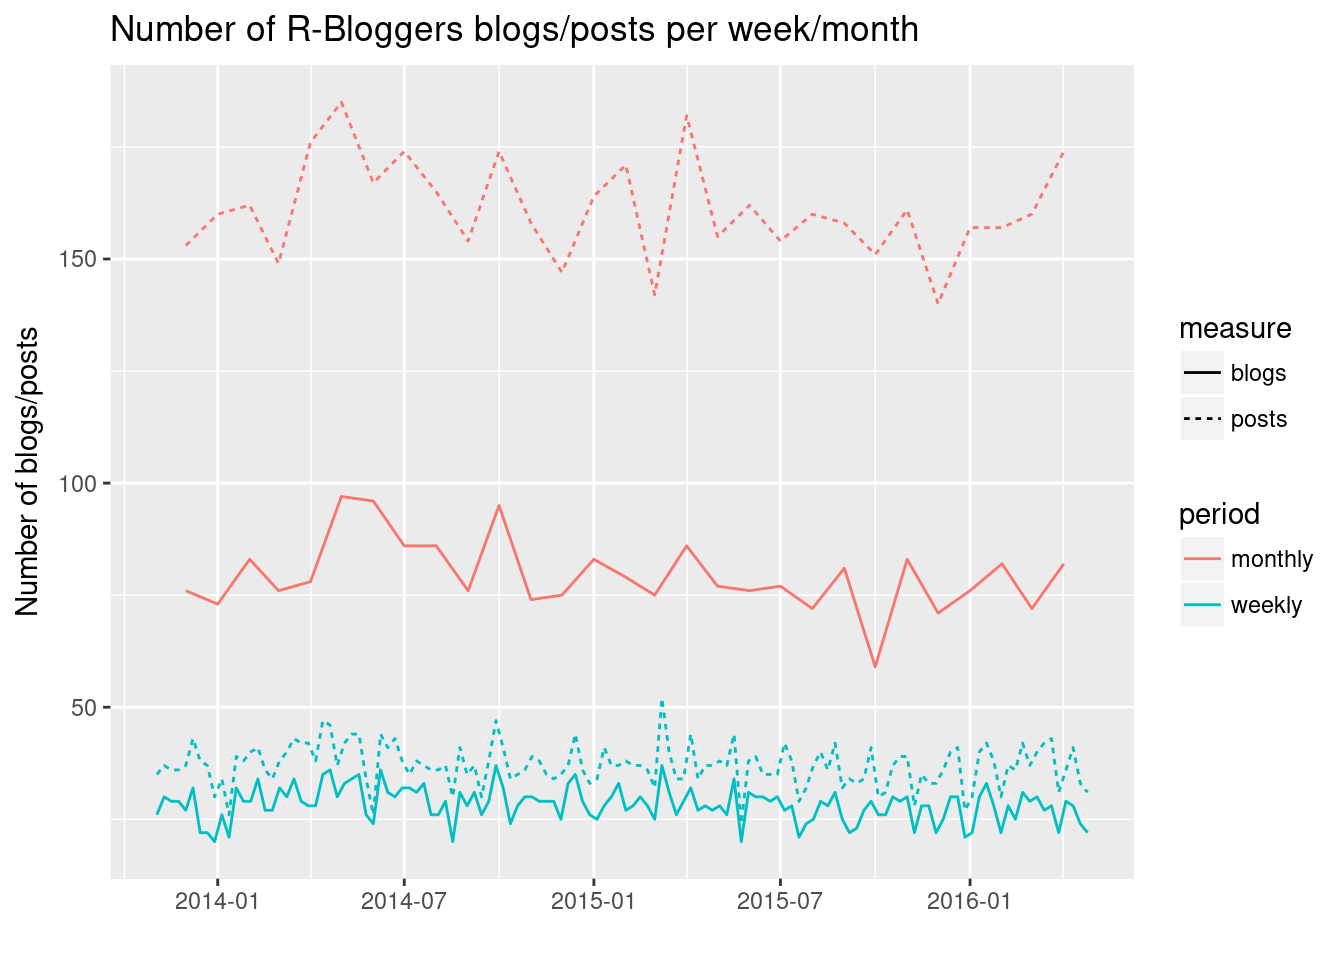 Number of R-Bloggers blogs/posts per week/month
Number of blogs/posts
150
100
50
2014-01
2014-07
2015-01
2015-07
2016-01
measure
blogs
posts
period
monthly
weekly